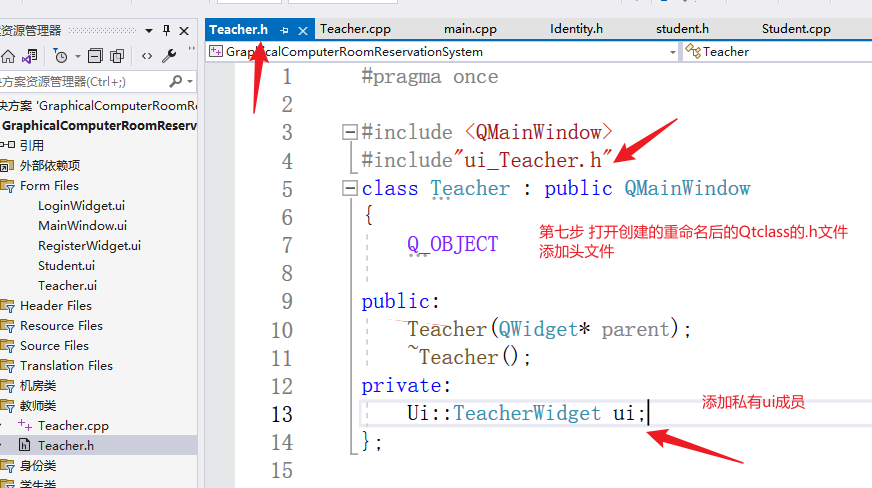 资源管理器
Teacher.h
Teacher.cpp
main.cpp
Identity.h
student.h
Student.cpp
GraphicalComputerRoomReservationSystem
Teacher
决方案资源管理器(Ctrl+;)
决方案 'GraphicalComputerRoomR
GraphicalComputerRoomReserv
引用
外部依赖项
Form Files
LoginWidget.ui
MainWindow.ui
RegisterWidget.ui
Student.ui
Teacher.ui
Header Files
Resource Files
Source Files
Translation Files
机房类
教师类
Teacher.cpp
Teacher.h
身份类
学生类
1 #pragma once
2
3 #include <QMainWindow>
4 #include"ui_Teacher.h"
5 class Teacher : public QMainWindow
6 {
7 Q_OBJECT
8
9 public:
10 Teacher(QWidget* parent);
11 ~Teacher();
12 private:
13 Ui::TeacherWidget ui;
14 };
15
第七步 打开创建的重命名后的Qtclass的.h文件
添加头文件
添加私有ui成员